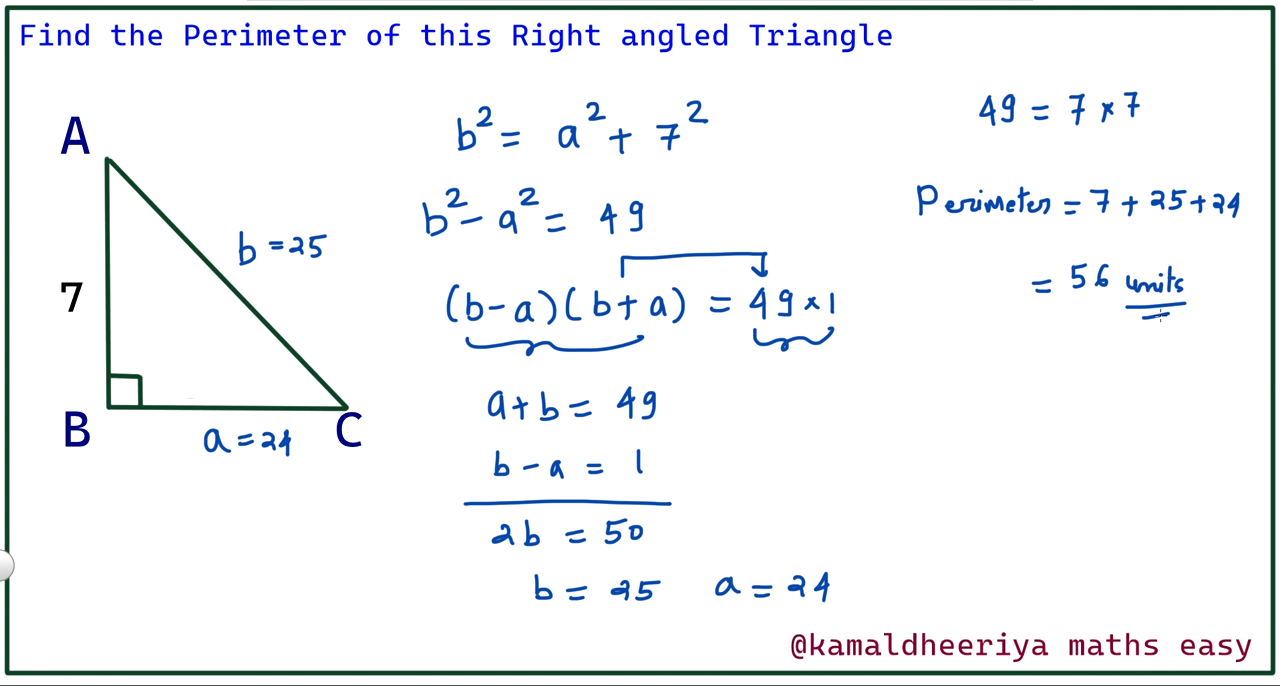 Find the Perimeter of this Right angled Triangle
A
b = 25
7
B
a = 24
C
b² = a² + 7²
b² - a² = 49
(b-a)(b+a) = 49 × 1
a + b = 49
b - a = 1
2b = 50
b = 25 a = 24
49 = 7 × 7
Perimeter = 7 + 25 + 24
= 56 units
@kamaldheeriya maths easy